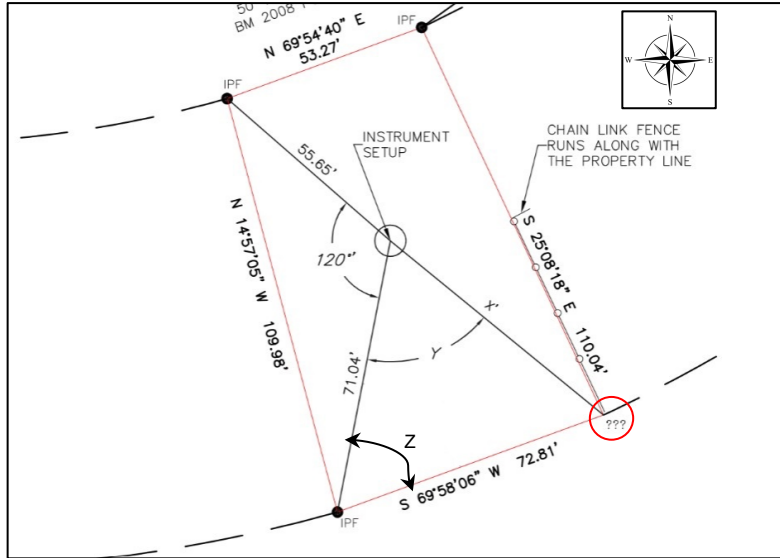 50
BM 2008
IPF
N 69°54'40" E
53.27'
N
W
E
S
IPF
INSTRUMENT
SETUP
CHAIN LINK FENCE
RUNS ALONG WITH
THE PROPERTY LINE
55.65'
120°'
N 14°57'05" W 109.98'
S 25°08'18" E 110.04'
X'
Y
71.04'
Z
???
S 69°58'06" W 72.81'
IPF